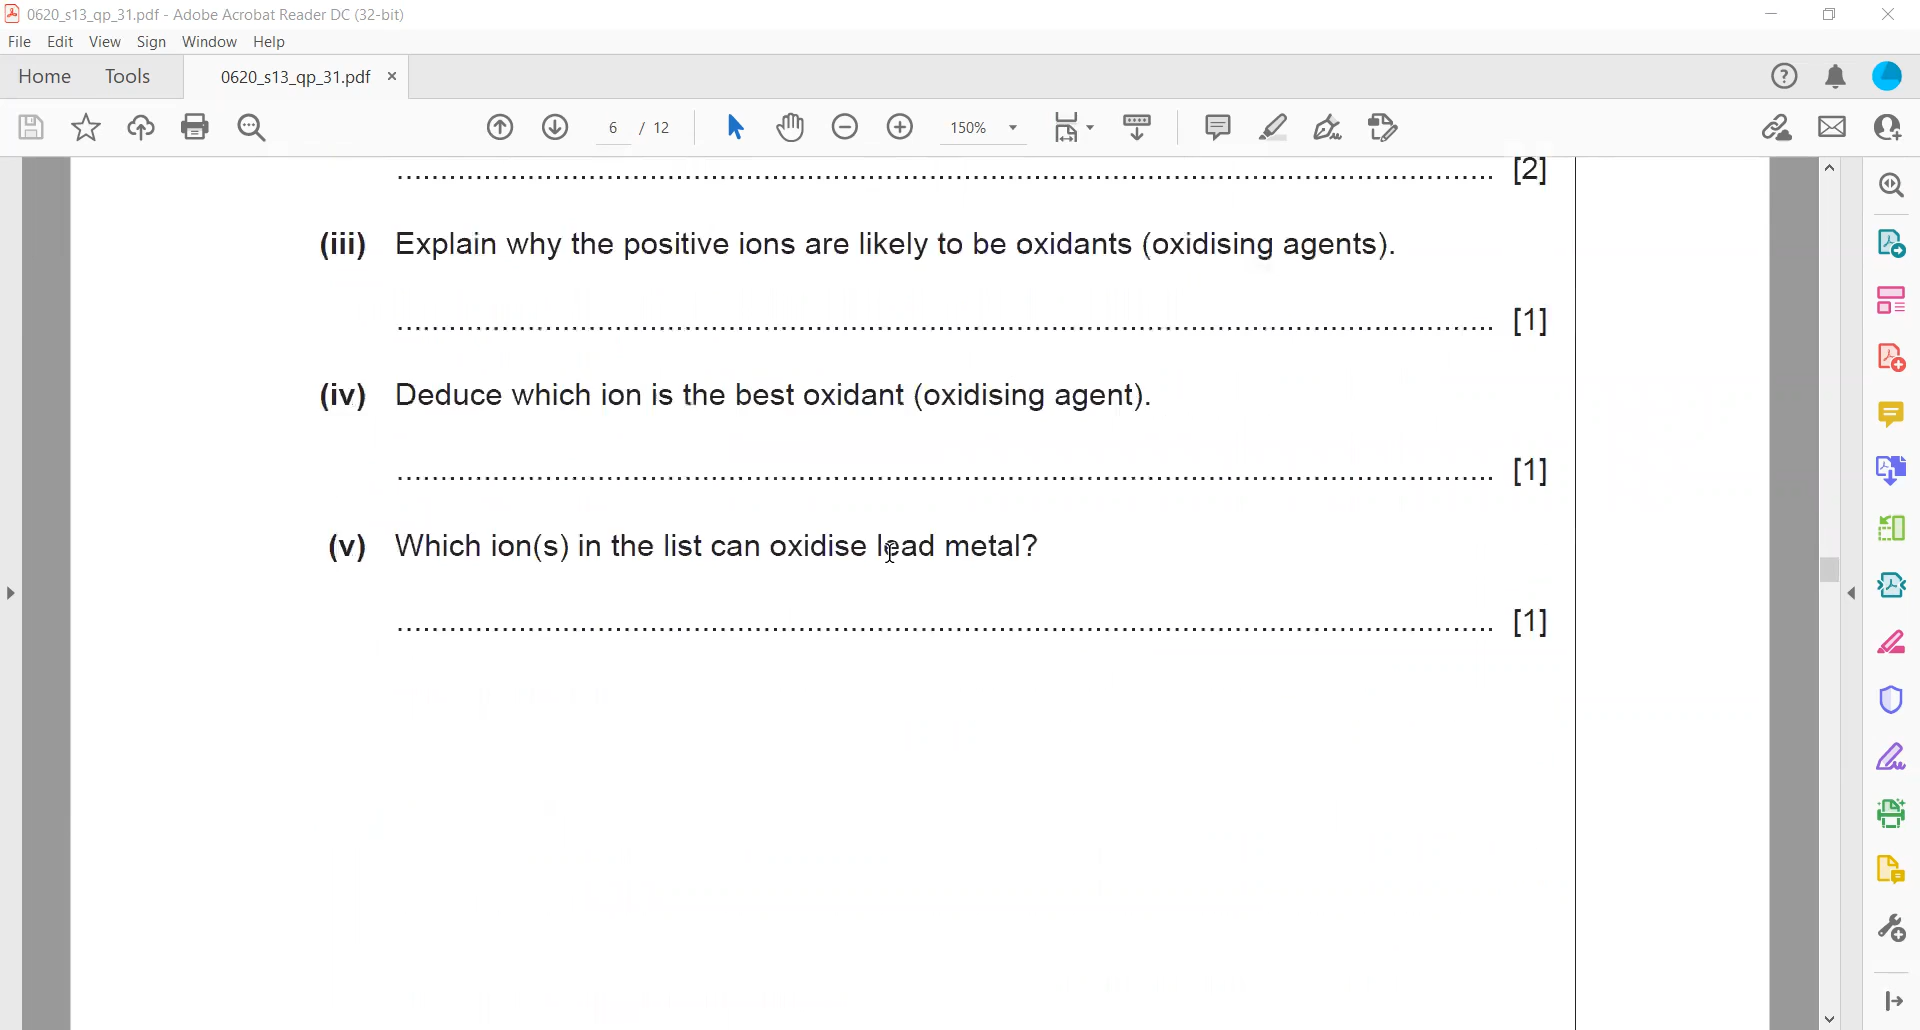 0620_s13_qp_31.pdf - Adobe Acrobat Reader DC (32-bit)
File Edit View Sign Window Help
Home Tools 0620_s13_qp_31.pdf ×
6 / 12 150%
.......................................................................................................................... [2]
(iii) Explain why the positive ions are likely to be oxidants (oxidising agents).
.......................................................................................................................... [1]
(iv) Deduce which ion is the best oxidant (oxidising agent).
.......................................................................................................................... [1]
(v) Which ion(s) in the list can oxidise lead metal?
.......................................................................................................................... [1]